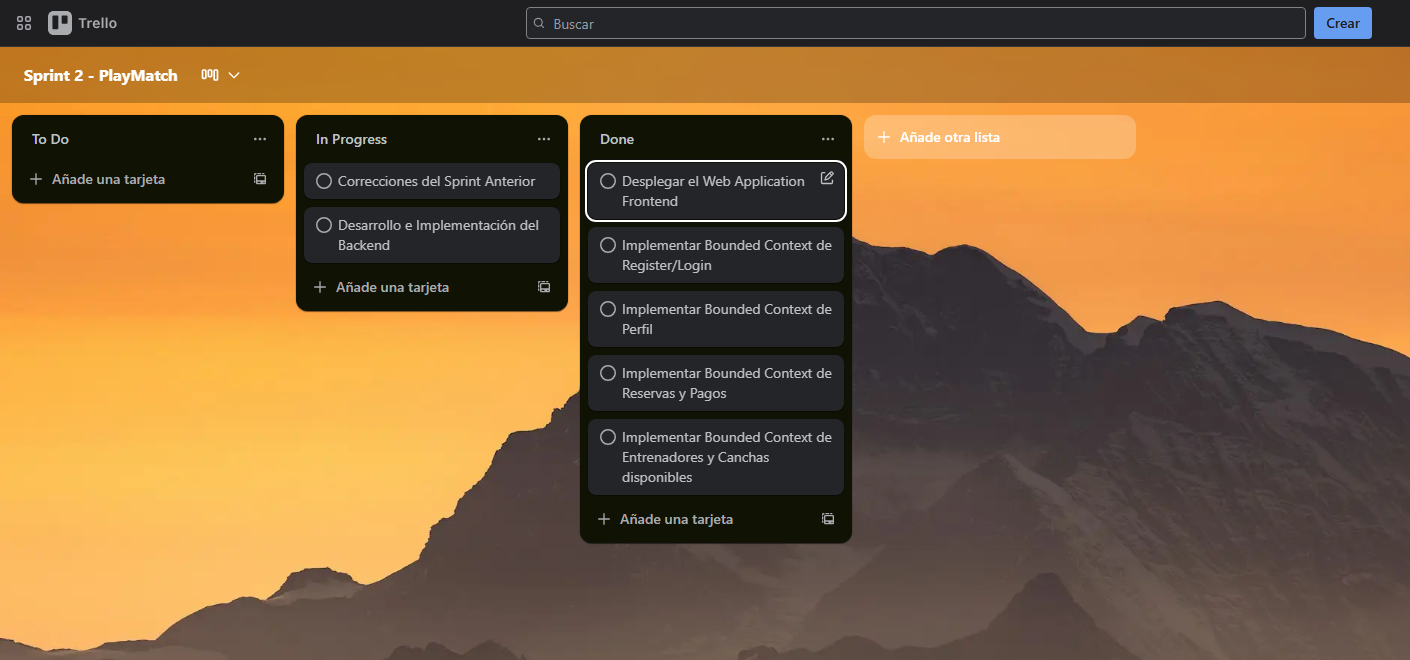 Trello
Buscar
Crear
Sprint 2 - PlayMatch
To Do
Añade una tarjeta
In Progress
Correcciones del Sprint Anterior
Desarrollo e Implementación del
Backend
Añade una tarjeta
Done
Desplegar el Web Application
Frontend
Implementar Bounded Context de
Register/Login
Implementar Bounded Context de
Perfil
Implementar Bounded Context de
Reservas y Pagos
Implementar Bounded Context de
Entrenadores y Canchas
disponibles
Añade una tarjeta
Añade otra lista